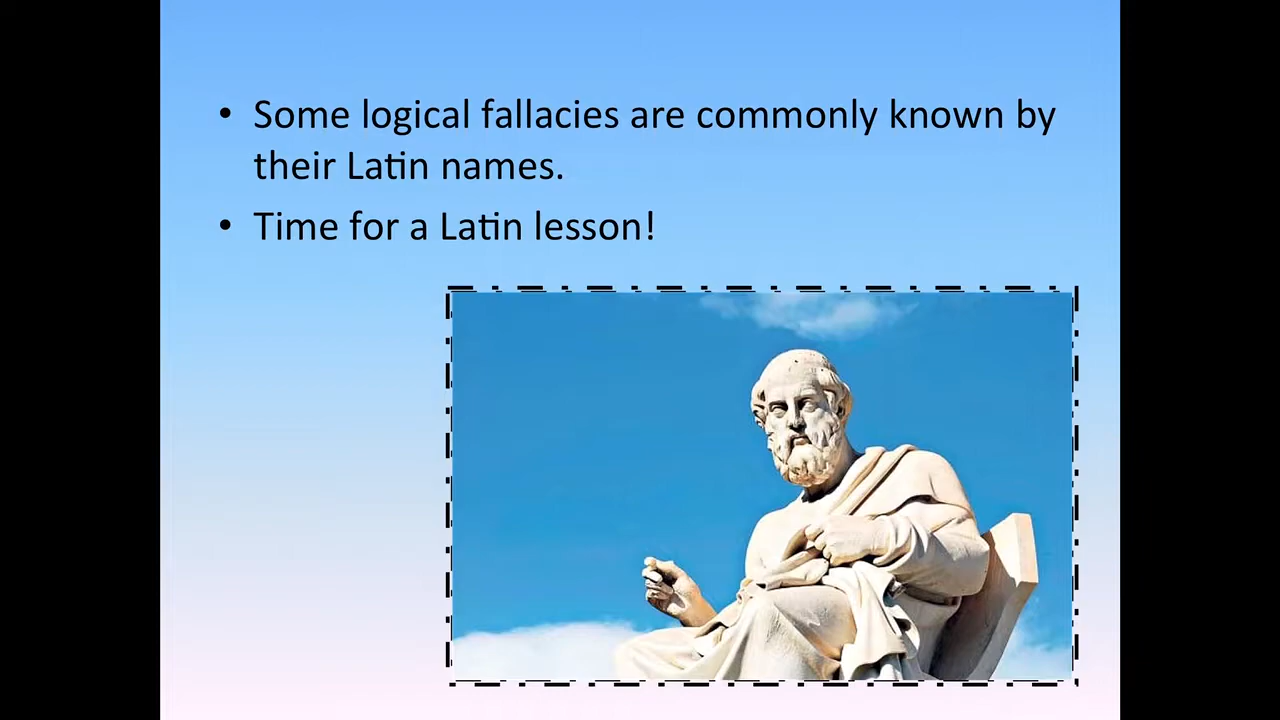 • Some logical fallacies are commonly known by
their Latin names.
• Time for a Latin lesson!